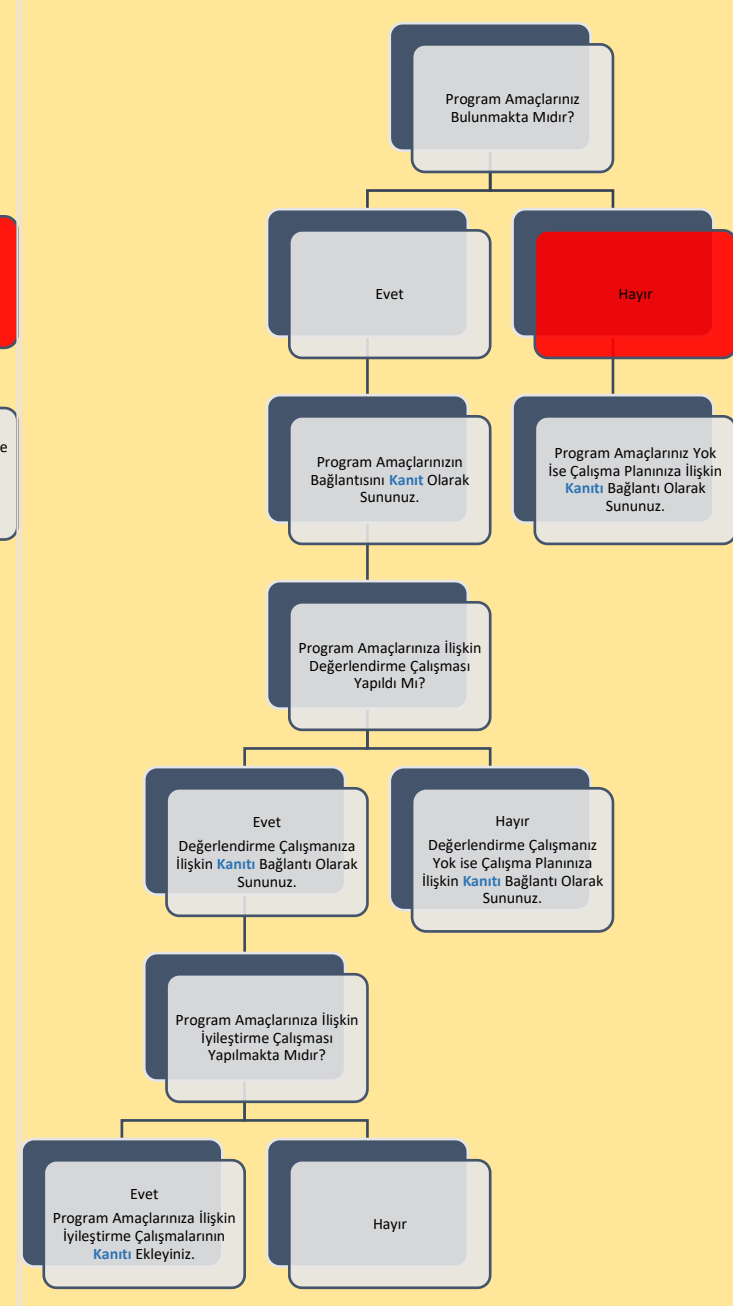 Program Amaçlarınız
Bulunmakta Mıdır?
Evet
Hayır
Program Amaçlarınızın
Bağlantısını Kanıt Olarak
Sununuz.
Program Amaçlarınız Yok
İse Çalışma Planınıza İlişkin
Kanıtı Bağlantı Olarak
Sununuz.
Program Amaçlarınıza İlişkin
Değerlendirme Çalışması
Yapıldı Mı?
Evet
Değerlendirme Çalışmanıza
İlişkin Kanıtı Bağlantı Olarak
Sununuz.
Hayır
Değerlendirme Çalışmanız
Yok ise Çalışma Planınıza
İlişkin Kanıtı Bağlantı Olarak
Sununuz.
Program Amaçlarınıza İlişkin
İyileştirme Çalışması
Yapılmakta Mıdır?
Evet
Program Amaçlarınıza İlişkin
İyileştirme Çalışmalarının
Kanıtı Ekleyiniz.
Hayır